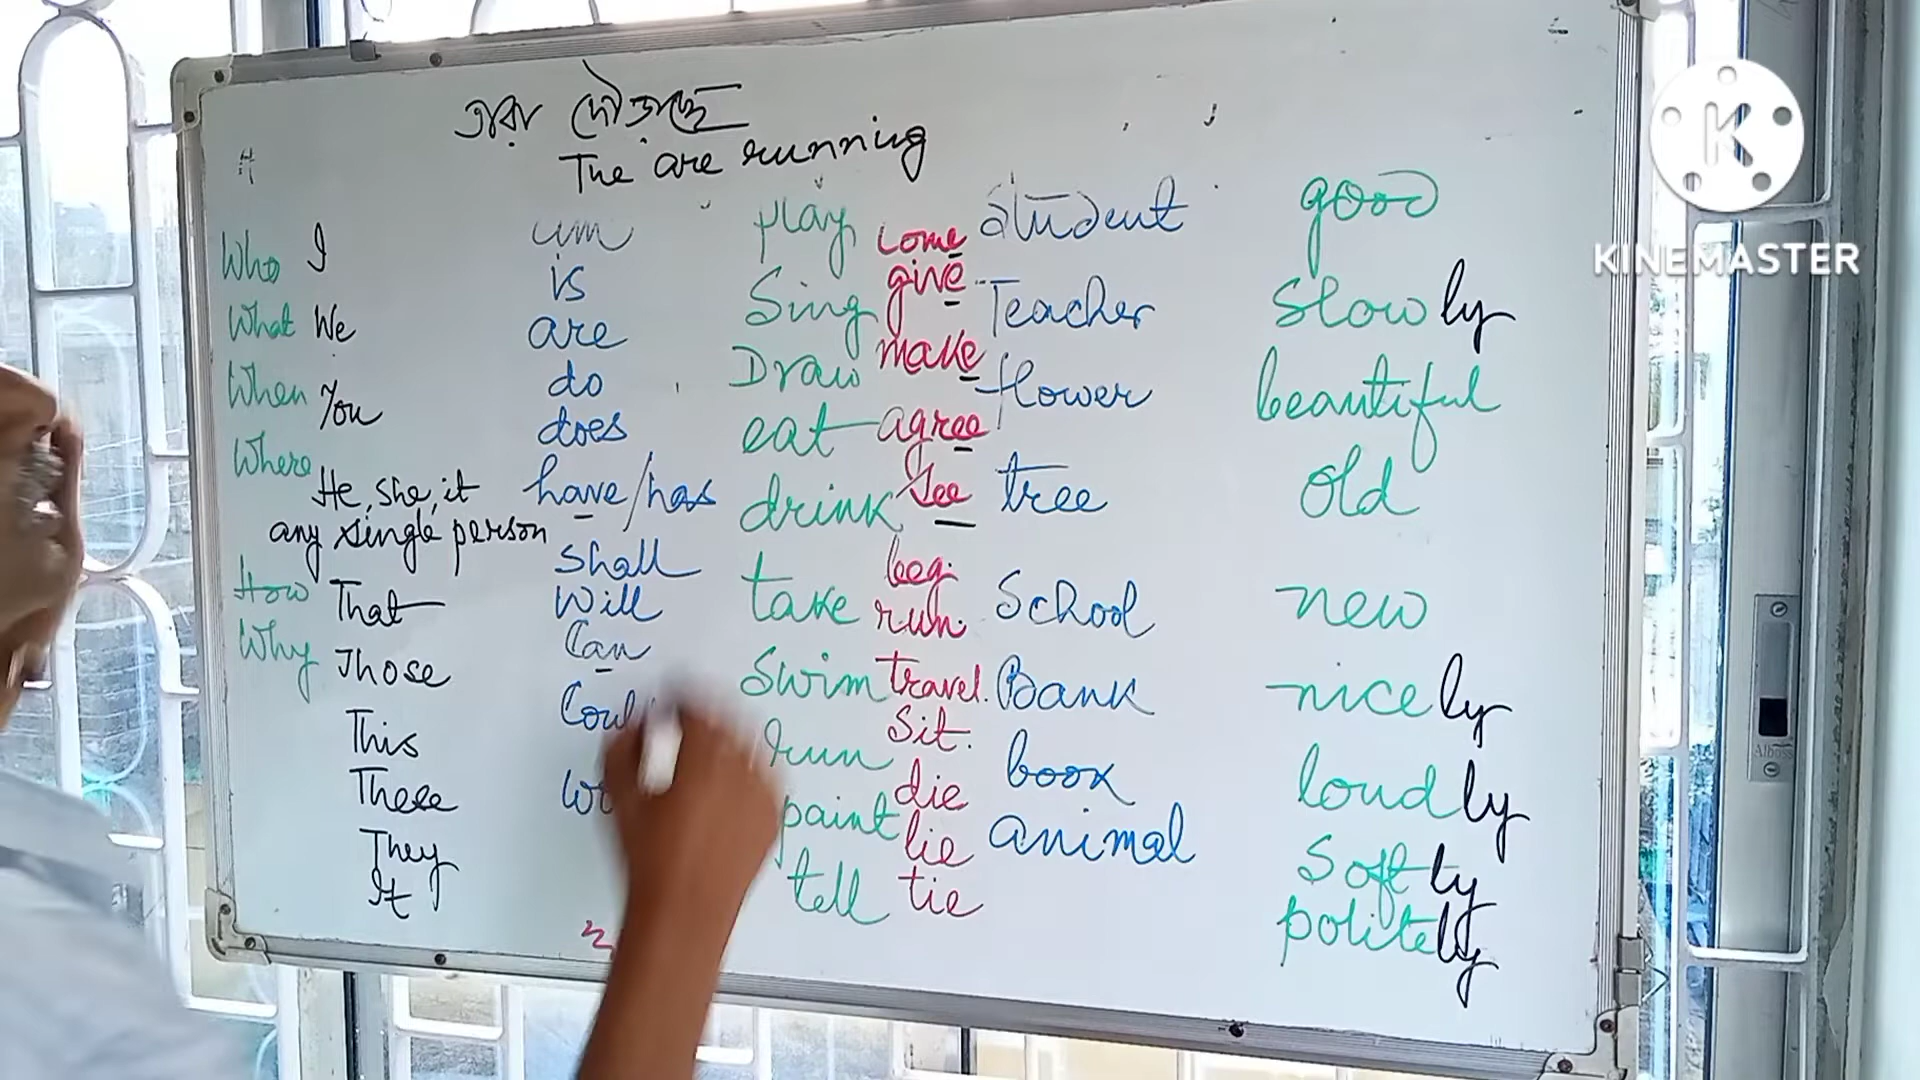 তারা দৌড়াচ্ছে
The are running
KINEMASTER
Who I am play come Student good
is
What We are Sing give Teacher slowly
When You do Draw make flower beautiful
does eat agree
Where He, she, it have/has drink See tree old
any single person
shall beg
How That Will take run School new
Can
Why Those swim travel. Bank nicely
This run Sit. book loudly
These paint die animal softly
They lie
It tell tie politely
Alboss